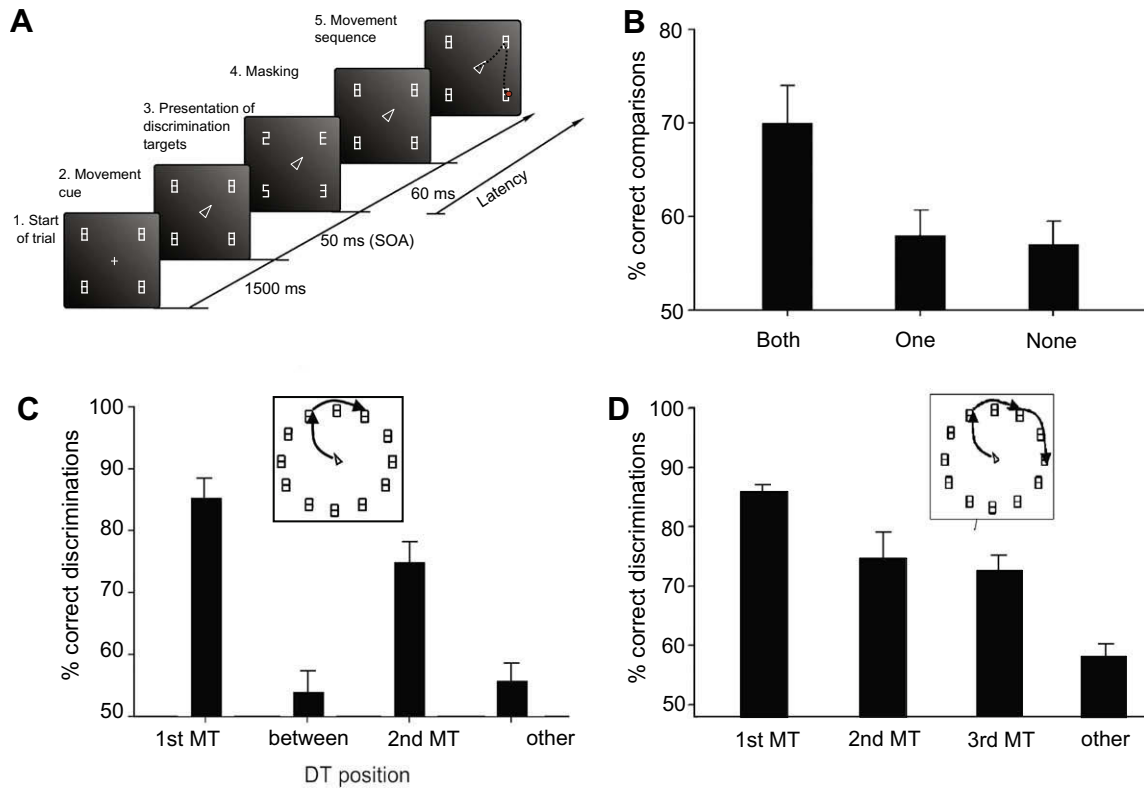 A
1. Start
of trial
2. Movement
cue
3. Presentation of
discrimination
targets
4. Masking
5. Movement
sequence
1500 ms
50 ms (SOA)
60 ms
Latency
B
% correct comparisons
80
70
60
50
Both One None
C
% correct discriminations
100
90
80
70
60
50
1st MT between 2nd MT other
DT position
D
% correct discriminations
100
90
80
70
60
50
1st MT 2nd MT 3rd MT other